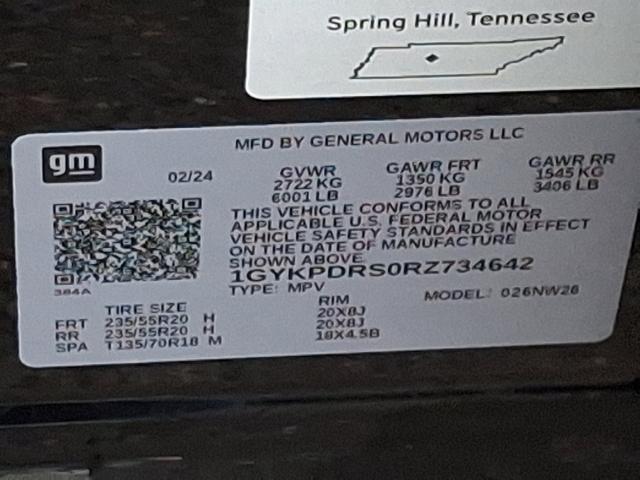 Spring Hill, Tennessee
gm
MFD BY GENERAL MOTORS LLC
02/24
GVWR
2722 KG
6001 LB
GAWR FRT
1350 KG
2976 LB
GAWR RR
1545 KG
3406 LB
THIS VEHICLE CONFORMS TO ALL
APPLICABLE U.S. FEDERAL MOTOR
VEHICLE SAFETY STANDARDS IN EFFECT
ON THE DATE OF MANUFACTURE
SHOWN ABOVE.
1GYKPDRS0RZ734642
TYPE: MPV
MODEL: 026NW26
384A
TIRE SIZE
RIM
FRT 235/55R20 H 20X8J
RR 235/55R20 H 20X8J
SPA T135/70R18 M 18X4.5B